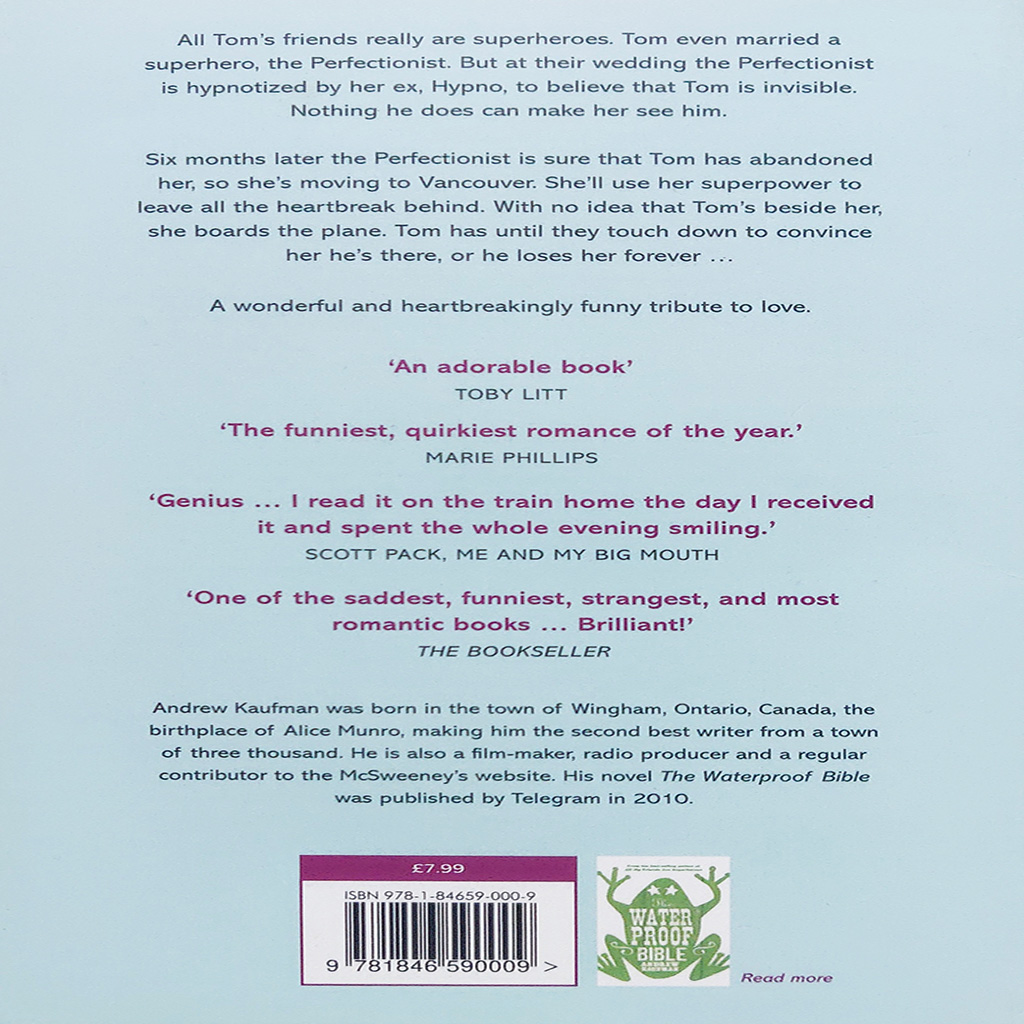 All Tom's friends really are superheroes. Tom even married a
superhero, the Perfectionist. But at their wedding the Perfectionist
is hypnotized by her ex, Hypno, to believe that Tom is invisible.
Nothing he does can make her see him.
Six months later the Perfectionist is sure that Tom has abandoned
her, so she's moving to Vancouver. She'll use her superpower to
leave all the heartbreak behind. With no idea that Tom's beside her,
she boards the plane. Tom has until they touch down to convince
her he's there, or he loses her forever ...
A wonderful and heartbreakingly funny tribute to love.
'An adorable book'
TOBY LITT
'The funniest, quirkiest romance of the year.'
MARIE PHILLIPS
'Genius ... I read it on the train home the day I received
it and spent the whole evening smiling.'
SCOTT PACK, ME AND MY BIG MOUTH
'One of the saddest, funniest, strangest, and most
romantic books ... Brilliant!'
THE BOOKSELLER
Andrew Kaufman was born in the town of Wingham, Ontario, Canada, the
birthplace of Alice Munro, making him the second best writer from a town
of three thousand. He is also a film-maker, radio producer and a regular
contributor to the McSweeney's website. His novel The Waterproof Bible
was published by Telegram in 2010.
£7.99
ISBN 978-1-84659-000-9
9 781846 590009 >
From the best-selling author of
All My Friends Are Superheroes
The
WATER
PROOF
BIBLE
ANDREW
KAUFMAN
Read more